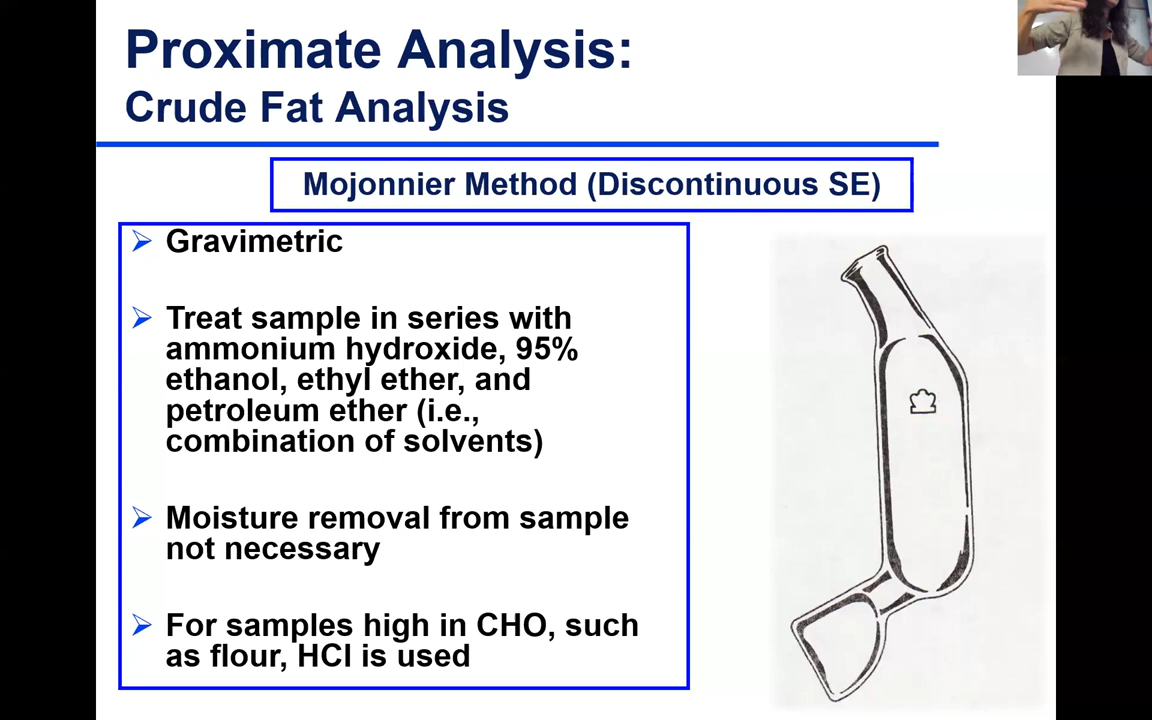 Proximate Analysis:
Crude Fat Analysis
Mojonnier Method (Discontinuous SE)
Gravimetric
Treat sample in series with
ammonium hydroxide, 95%
ethanol, ethyl ether, and
petroleum ether (i.e.,
combination of solvents)
Moisture removal from sample
not necessary
For samples high in CHO, such
as flour, HCl is used